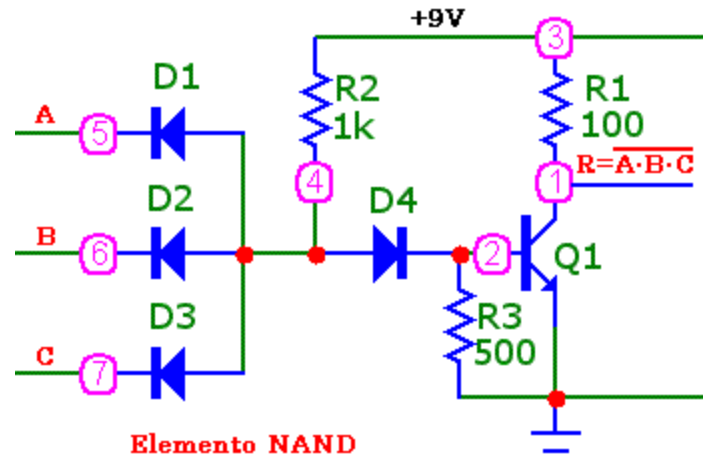 +9V
3
D1
R2
1k
R1
100
A
5
R=A·B·C
4
1
D2
D4
B
6
2
Q1
D3
R3
500
C
7
Elemento NAND